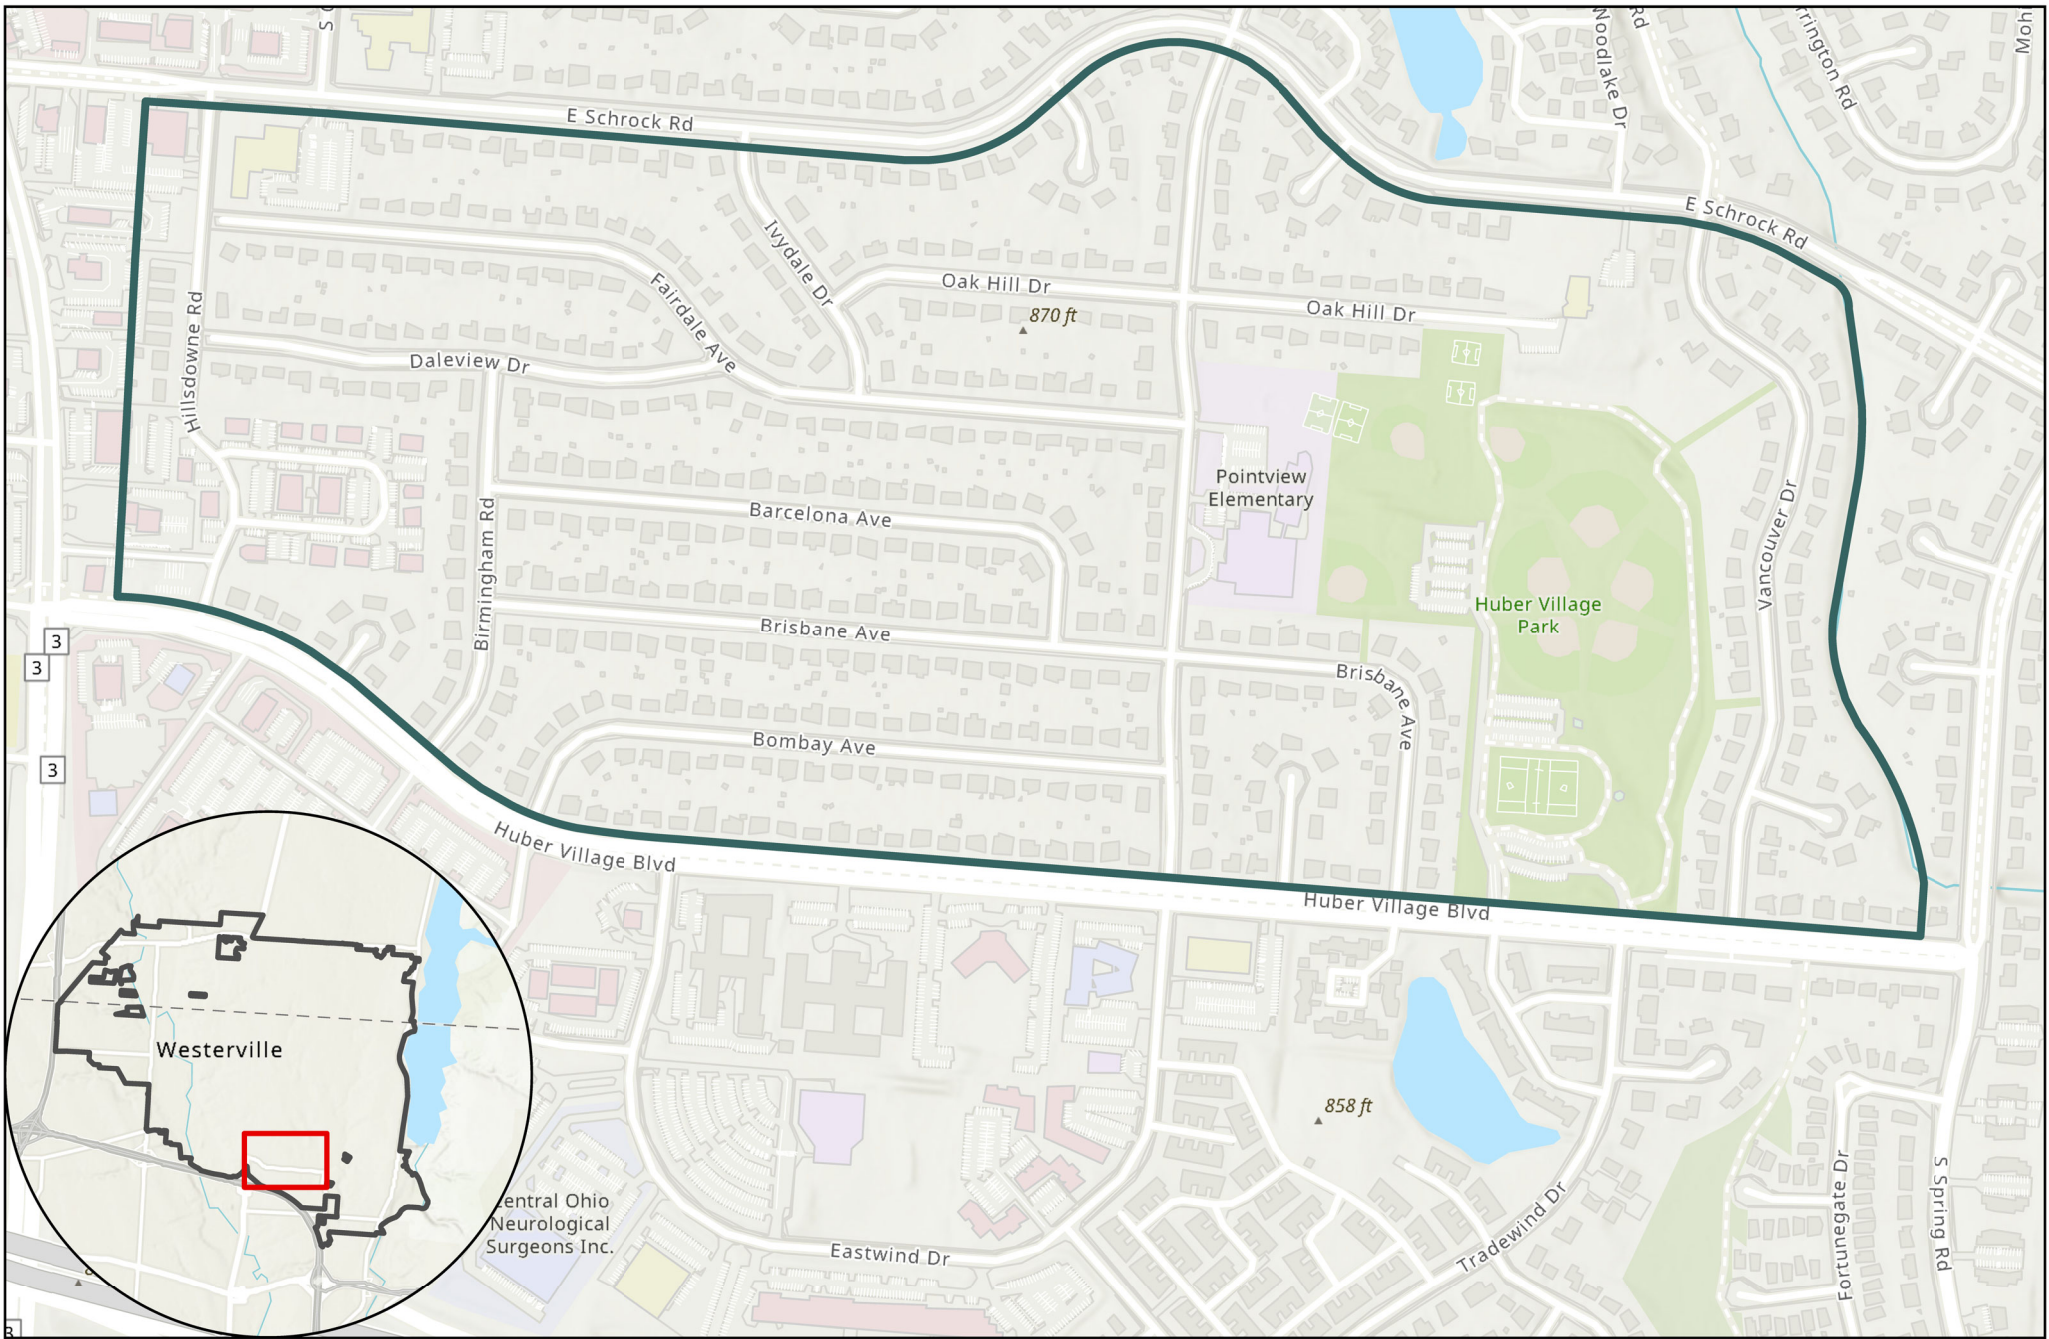 E Schrock Rd
Woodlake Dr
Rd
rrington Rd
Moh
S
E Schrock Rd
Ivydale Dr
Oak Hill Dr
870 ft
Oak Hill Dr
Fairdale Ave
Hillsdowne Rd
Daleview Dr
Pointview
Elementary
Barcelona Ave
Birmingham Rd
Vancouver Dr
Huber Village
Park
Brisbane Ave
3
3
Brisbane Ave
Bombay Ave
3
Huber Village Blvd
Huber Village Blvd
Westerville
858 ft
entral Ohio
Neurological
Surgeons Inc.
Eastwind Dr
Tradewind Dr
Fortunegate Dr
S Spring Rd